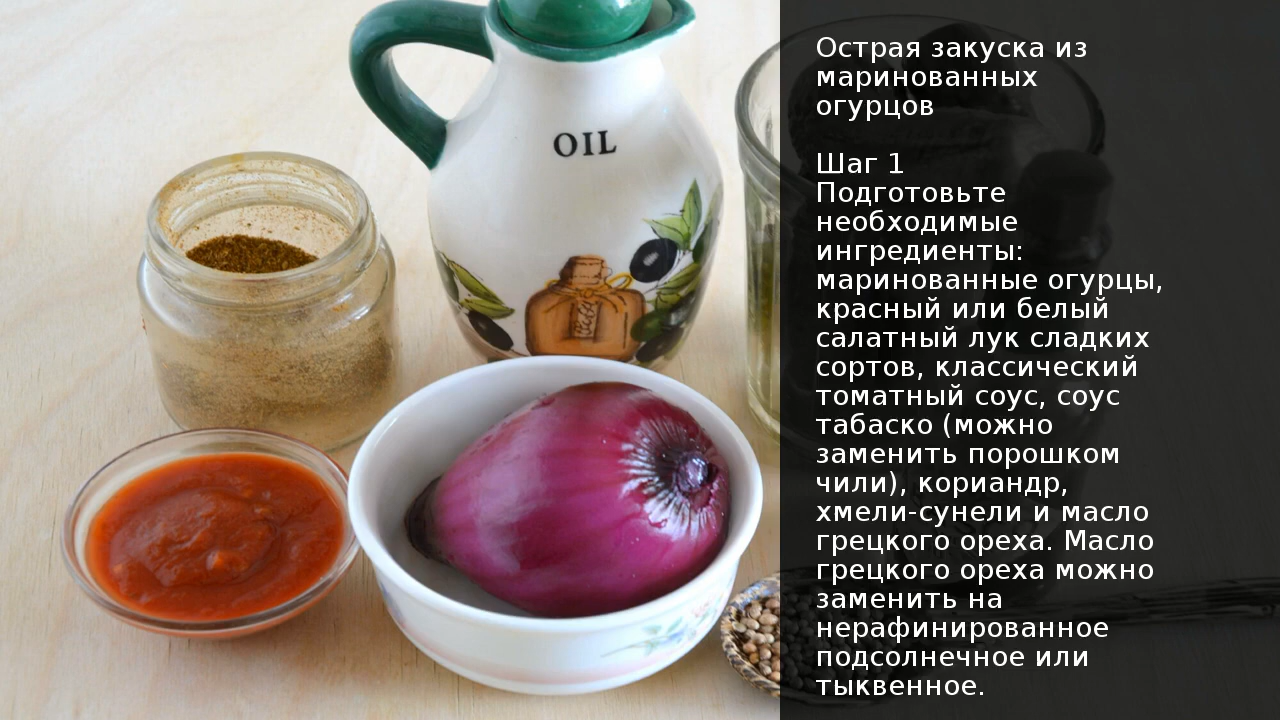 OIL
Острая закуска из
маринованных
огурцов
Шаг 1
Подготовьте
необходимые
ингредиенты:
маринованные огурцы,
красный или белый
салатный лук сладких
сортов, классический
томатный соус, соус
табаско (можно
заменить порошком
чили), кориандр,
хмели-сунели и масло
грецкого ореха. Масло
грецкого ореха можно
заменить на
нерафинированное
подсолнечное или
тыквенное.